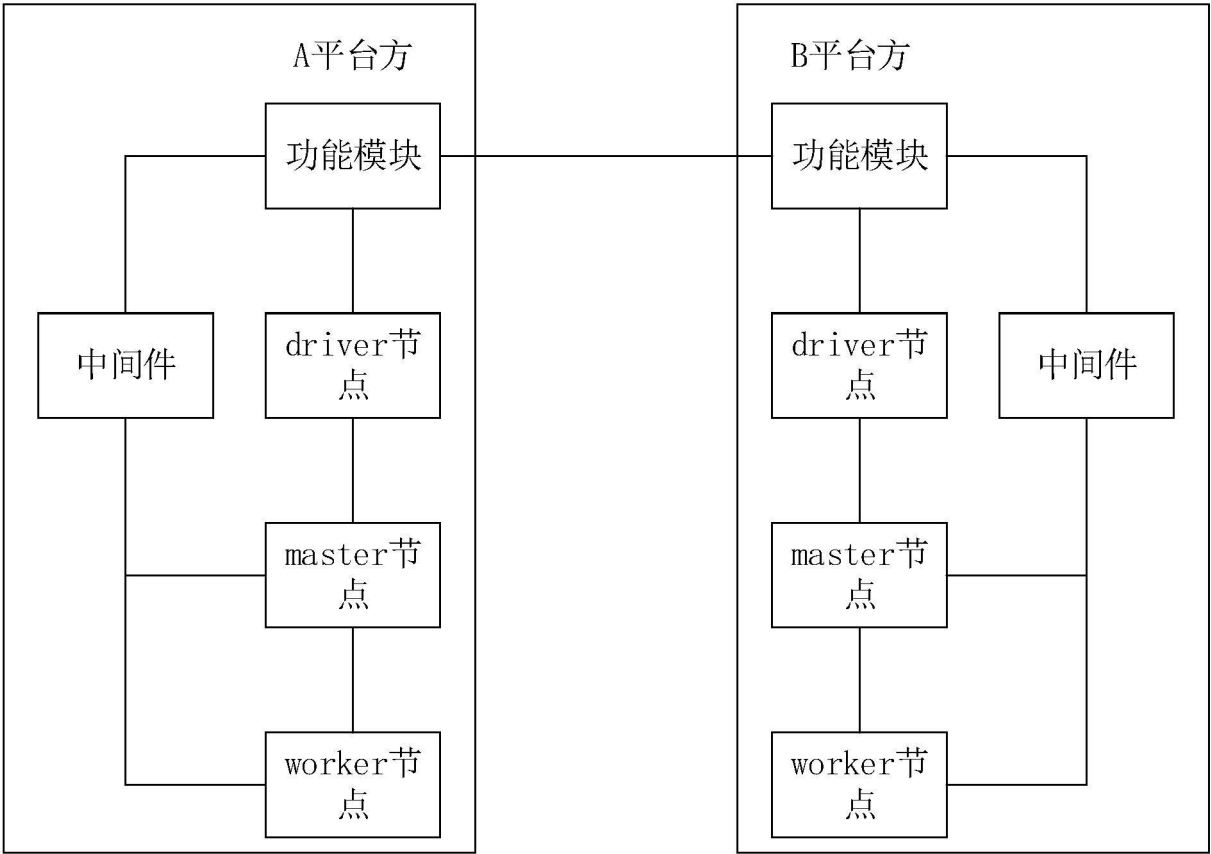 A平台方
功能模块
中间件
driver节
点
master节
点
worker节
点
B平台方
功能模块
driver节
点
中间件
master节
点
worker节
点